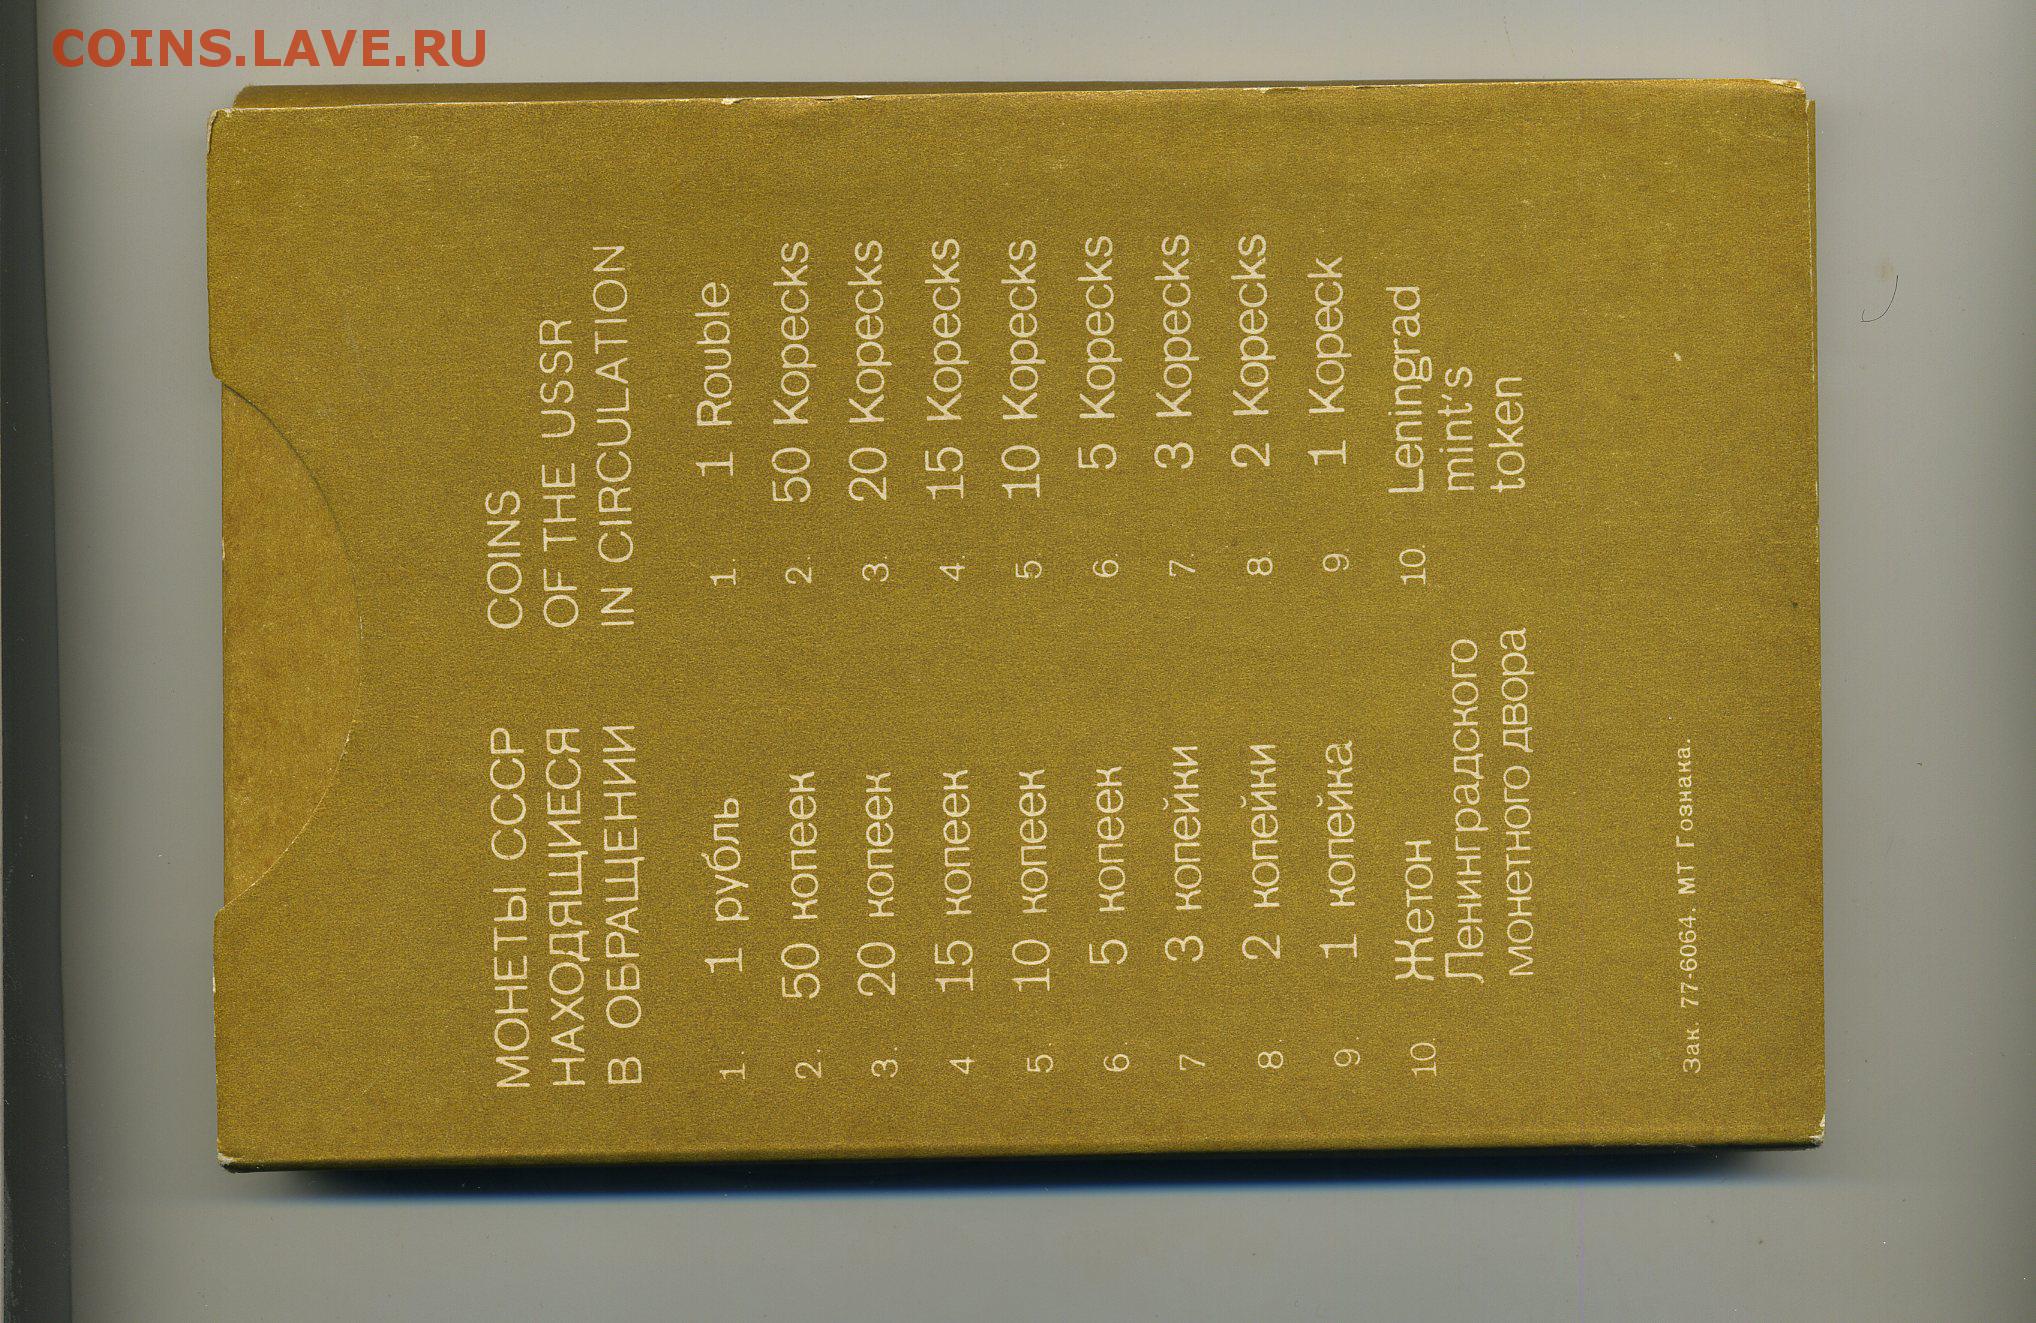 COINS.LAVE.RU
МОНЕТЫ СССР
НАХОДЯЩИЕСЯ
В ОБРАЩЕНИИ
1. 1 рубль
2. 50 копеек
3. 20 копеек
4 15 копеек
5 10 копеек
6. 5 копеек
7 3 копейки
8. 2 копейки
9. 1 копейка
10. Жетон
Ленинградского
монетного двора
COINS
OF THE USSR
IN CIRCULATION
1. 1 Rouble
2. 50 Kopecks
3. 20 Kopecks
4. 15 Kopecks
5. 10 Kopecks
6. 5 Kopecks
7. 3 Kopecks
8. 2 Kopecks
9. 1 Kopeck
10. Leningrad
mint's
token
Зак. 77-6064. МТ Гознака.